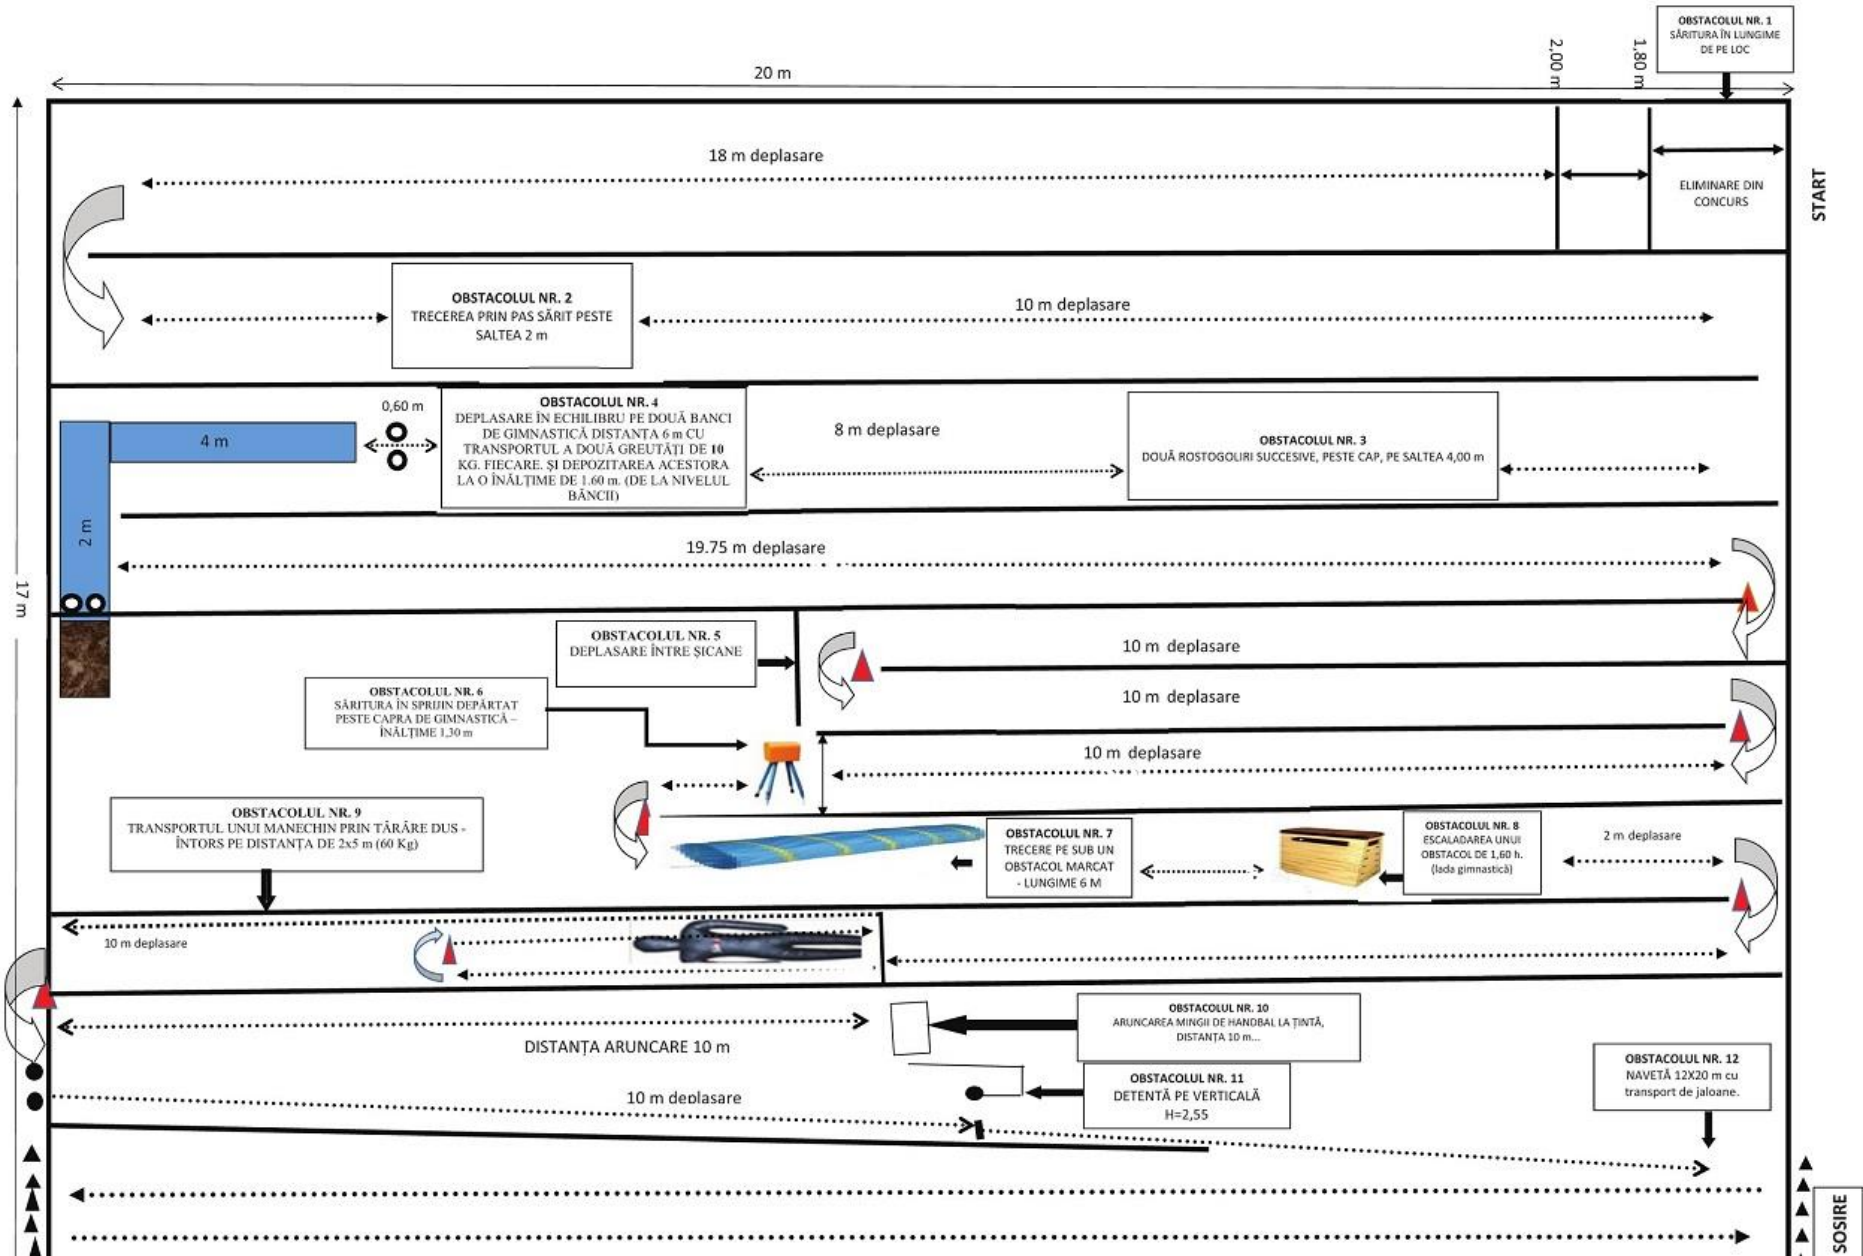 OBSTACOLUL NR. 1
SĂRITURA ÎN LUNGIME
DE PE LOC
2,00 m
1,80 m
20 m
18 m deplasare
ELIMINARE DIN
CONCURS
START
OBSTACOLUL NR. 2
TRECEREA PRIN PAS SĂRIT PESTE
SALTEA 2 m
10 m deplasare
4 m
0,60 m
OBSTACOLUL NR. 4
DEPLASARE ÎN ECHILIBRU PE DOUĂ BANCI
DE GIMNASTICĂ DISTANȚA 6 m CU
TRANSPORTUL A DOUĂ GREUTĂȚI DE 10
KG. FIECARE. ȘI DEPOZITAREA ACESTORA
LA O ÎNĂLȚIME DE 1.60 m. (DE LA NIVELUL
BĂNCII)
8 m deplasare
OBSTACOLUL NR. 3
DOUĂ ROSTOGOLIRI SUCCESIVE, PESTE CAP, PE SALTEA 4,00 m
2 m
19.75 m deplasare
17 m
OBSTACOLUL NR. 5
DEPLASARE ÎNTRE ȘICANE
10 m deplasare
10 m deplasare
OBSTACOLUL NR. 6
SĂRITURA ÎN SPRIJIN DEPĂRTAT
PESTE CAPRA DE GIMNASTICĂ –
ÎNĂLȚIME 1,30 m
10 m deplasare
OBSTACOLUL NR. 9
TRANSPORTUL UNUI MANECHIN PRIN TÂRÂRE DUS -
ÎNTORS PE DISTANȚA DE 2x5 m (60 Kg)
OBSTACOLUL NR. 7
TRECERE PE SUB UN
OBSTACOL MARCAT
- LUNGIME 6 M
OBSTACOLUL NR. 8
ESCALADAREA UNUI
OBSTACOL DE 1,60 h.
(lada gimnastică)
2 m deplasare
10 m deplasare
DISTANȚA ARUNCARE 10 m
OBSTACOLUL NR. 10
ARUNCAREA MINGII DE HANDBAL LA ȚINTĂ,
DISTANȚA 10 m...
OBSTACOLUL NR. 11
DETENTĂ PE VERTICALĂ
H=2,55
OBSTACOLUL NR. 12
NAVETĂ 12X20 m cu
transport de jaloane.
10 m deplasare
SOSIRE